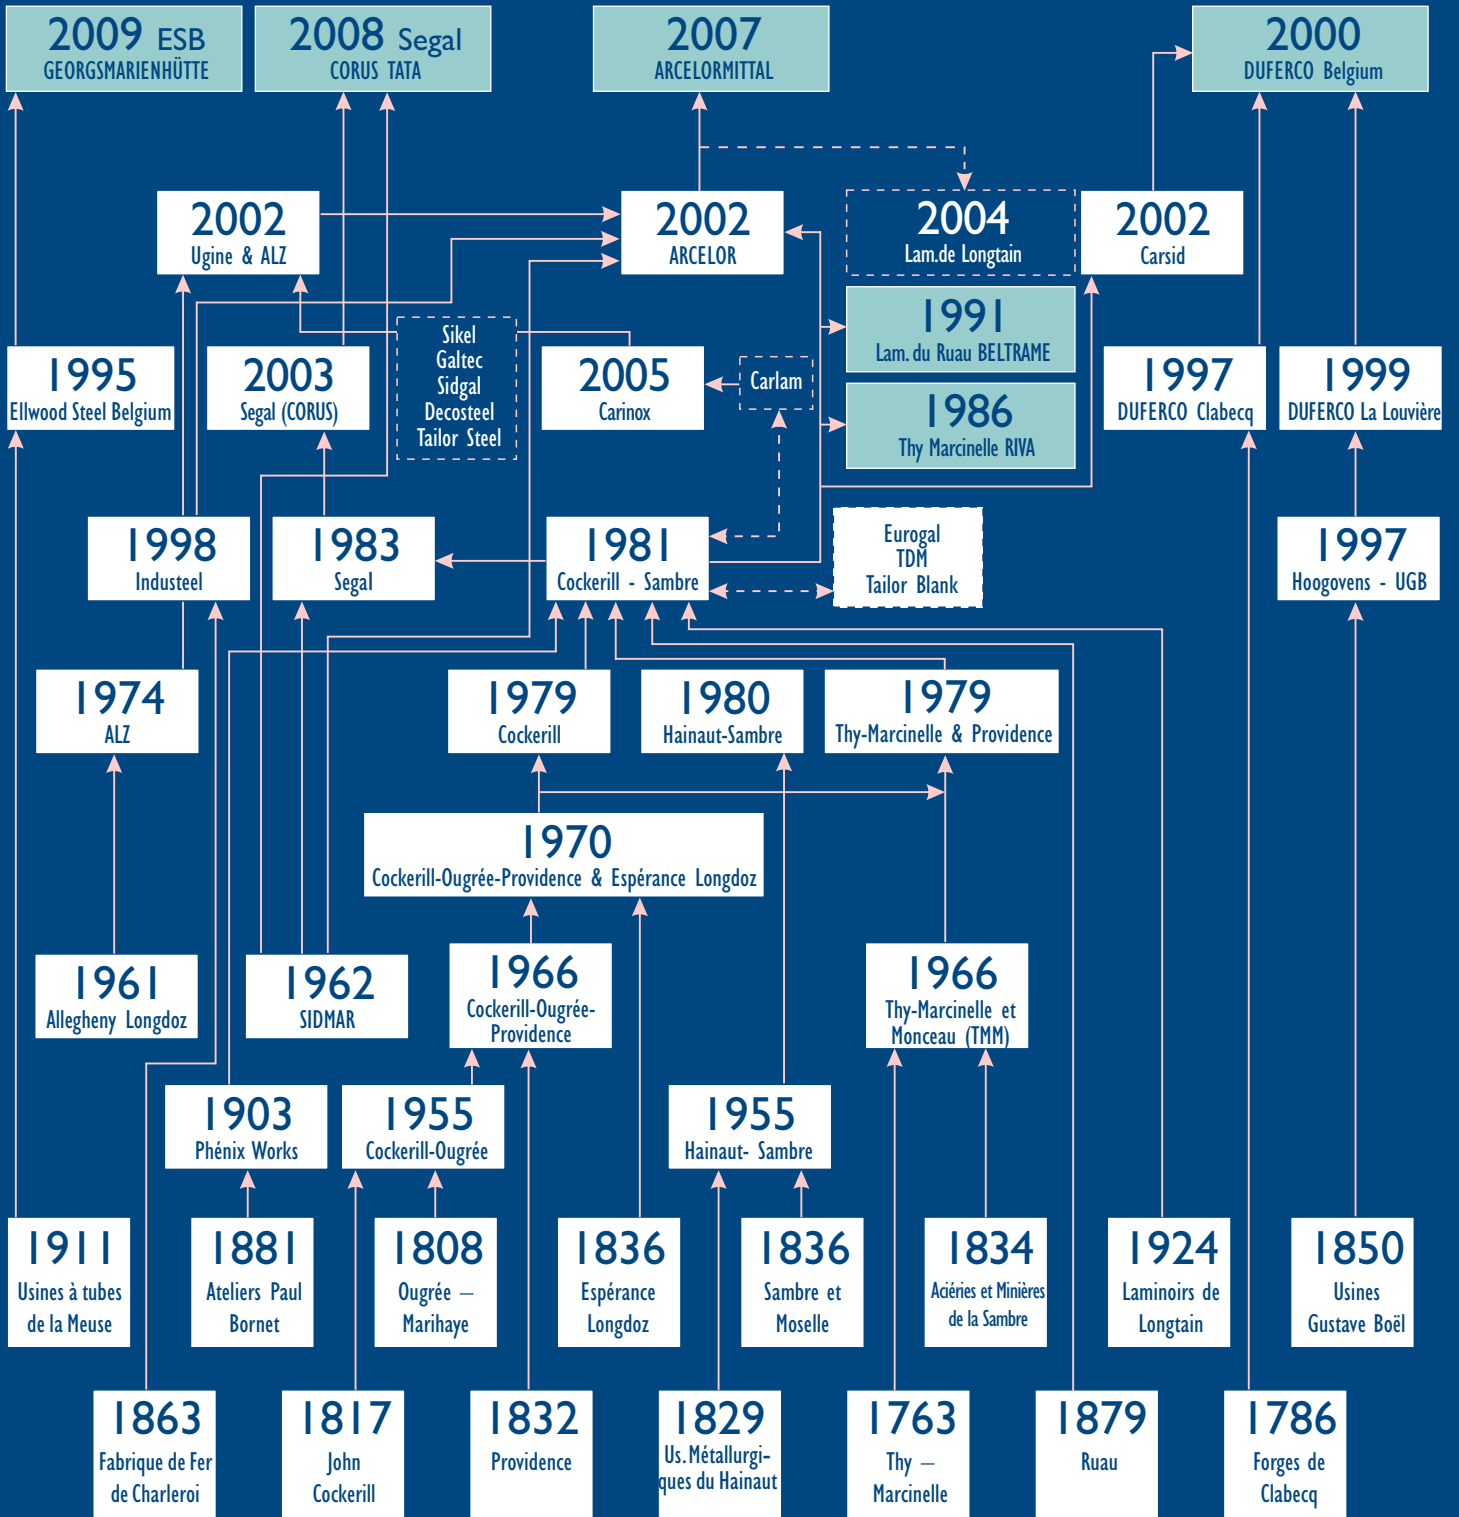 2009 ESB
GEORGSMARIENHÜTTE
2008 Segal
CORUS TATA
2007
ARCELORMITTAL
2000
DUFERCO Belgium
2002
Ugine & ALZ
2002
ARCELOR
2004
Lam.de Longtain
2002
Carsid
1991
Lam. du Ruau BELTRAME
Sikel
Galtec
Sidgal
Decosteel
Tailor Steel
1995
Ellwood Steel Belgium
2003
Segal (CORUS)
2005
Carinox
Carlam
1986
Thy Marcinelle RIVA
1997
DUFERCO Clabecq
1999
DUFERCO La Louvière
1998
Industeel
1983
Segal
1981
Cockerill - Sambre
Eurogal
TDM
Tailor Blank
1997
Hoogovens - UGB
1974
ALZ
1979
Cockerill
1980
Hainaut-Sambre
1979
Thy-Marcinelle & Providence
1970
Cockerill-Ougrée-Providence & Espérance Longdoz
1961
Allegheny Longdoz
1962
SIDMAR
1966
Cockerill-Ougrée-
Providence
1966
Thy-Marcinelle et
Monceau (TMM)
1903
Phénix Works
1955
Cockerill-Ougrée
1955
Hainaut- Sambre
1911
Usines à tubes
de la Meuse
1881
Ateliers Paul
Bornet
1808
Ougrée –
Marihaye
1836
Espérance
Longdoz
1836
Sambre et
Moselle
1834
Aciéries et Minières
de la Sambre
1924
Laminoirs de
Longtain
1850
Usines
Gustave Boël
1863
Fabrique de Fer
de Charleroi
1817
John
Cockerill
1832
Providence
1829
Us.Métallurgi-
ques du Hainaut
1763
Thy –
Marcinelle
1879
Ruau
1786
Forges de
Clabecq